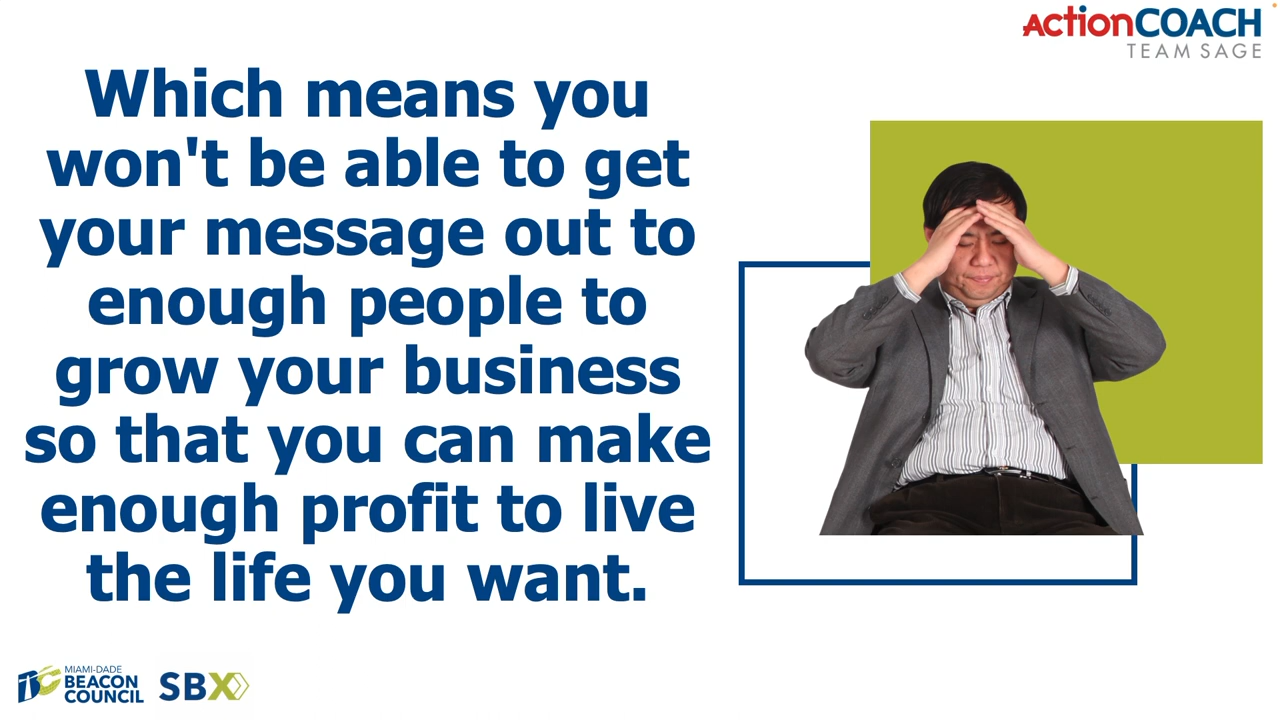 ActionCOACH
TEAM SAGE
Which means you
won't be able to get
your message out to
enough people to
grow your business
so that you can make
enough profit to live
the life you want.
MIAMI-DADE
BEACON
COUNCIL
SBX